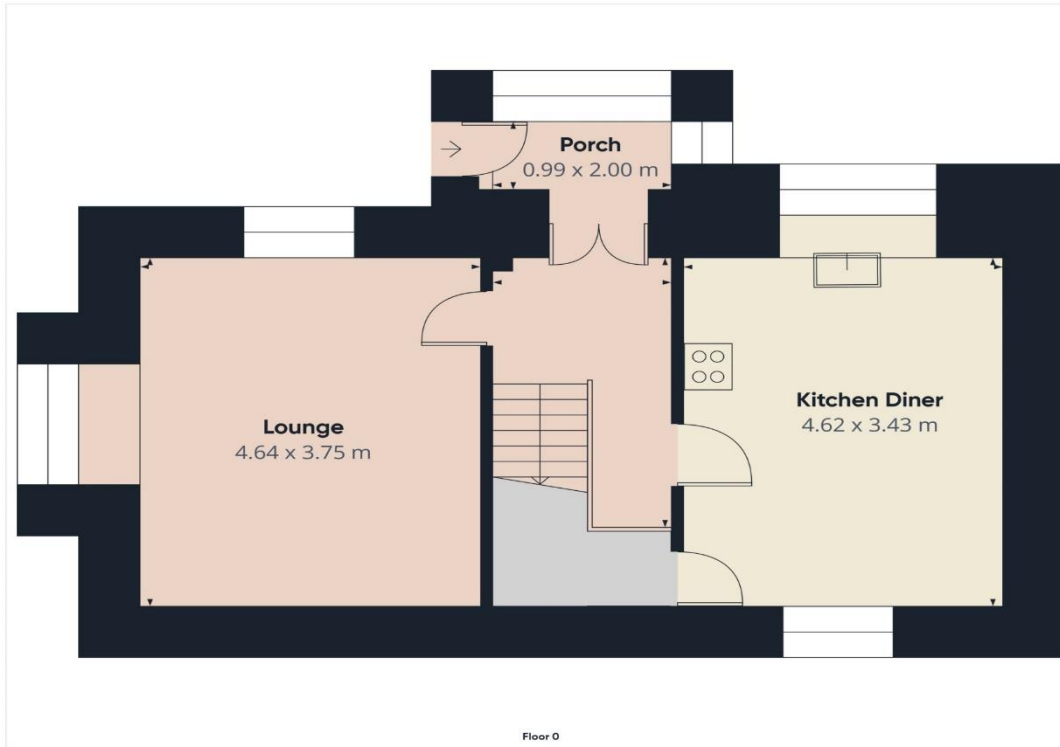 Porch
0.99 x 2.00 m
Lounge
4.64 x 3.75 m
Kitchen Diner
4.62 x 3.43 m
Floor 0